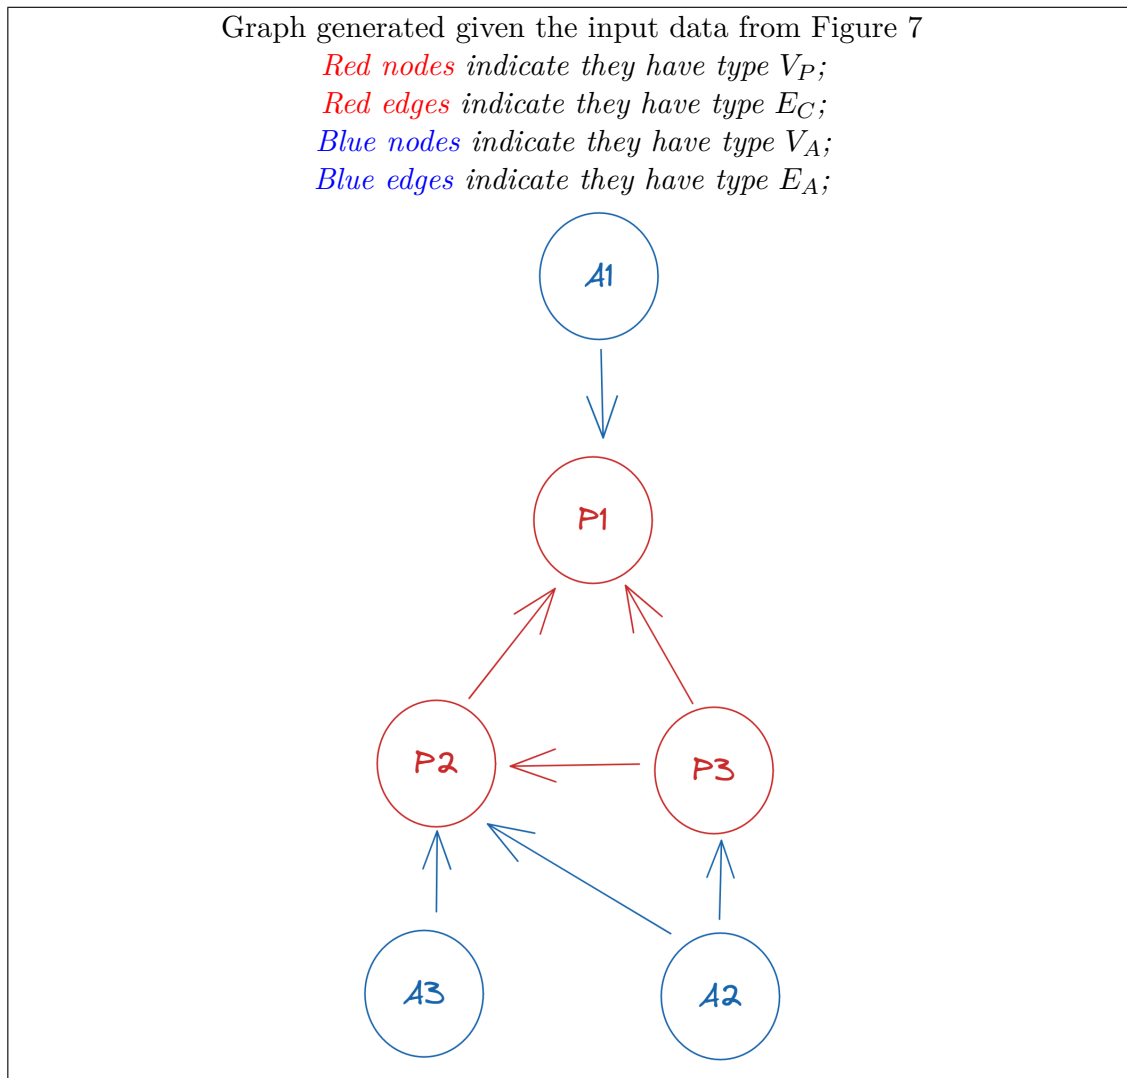 Graph generated given the input data from Figure 7
Red nodes indicate they have type V_P;
Red edges indicate they have type E_C;
Blue nodes indicate they have type V_A;
Blue edges indicate they have type E_A;
A1
P1
P2
P3
A3
A2